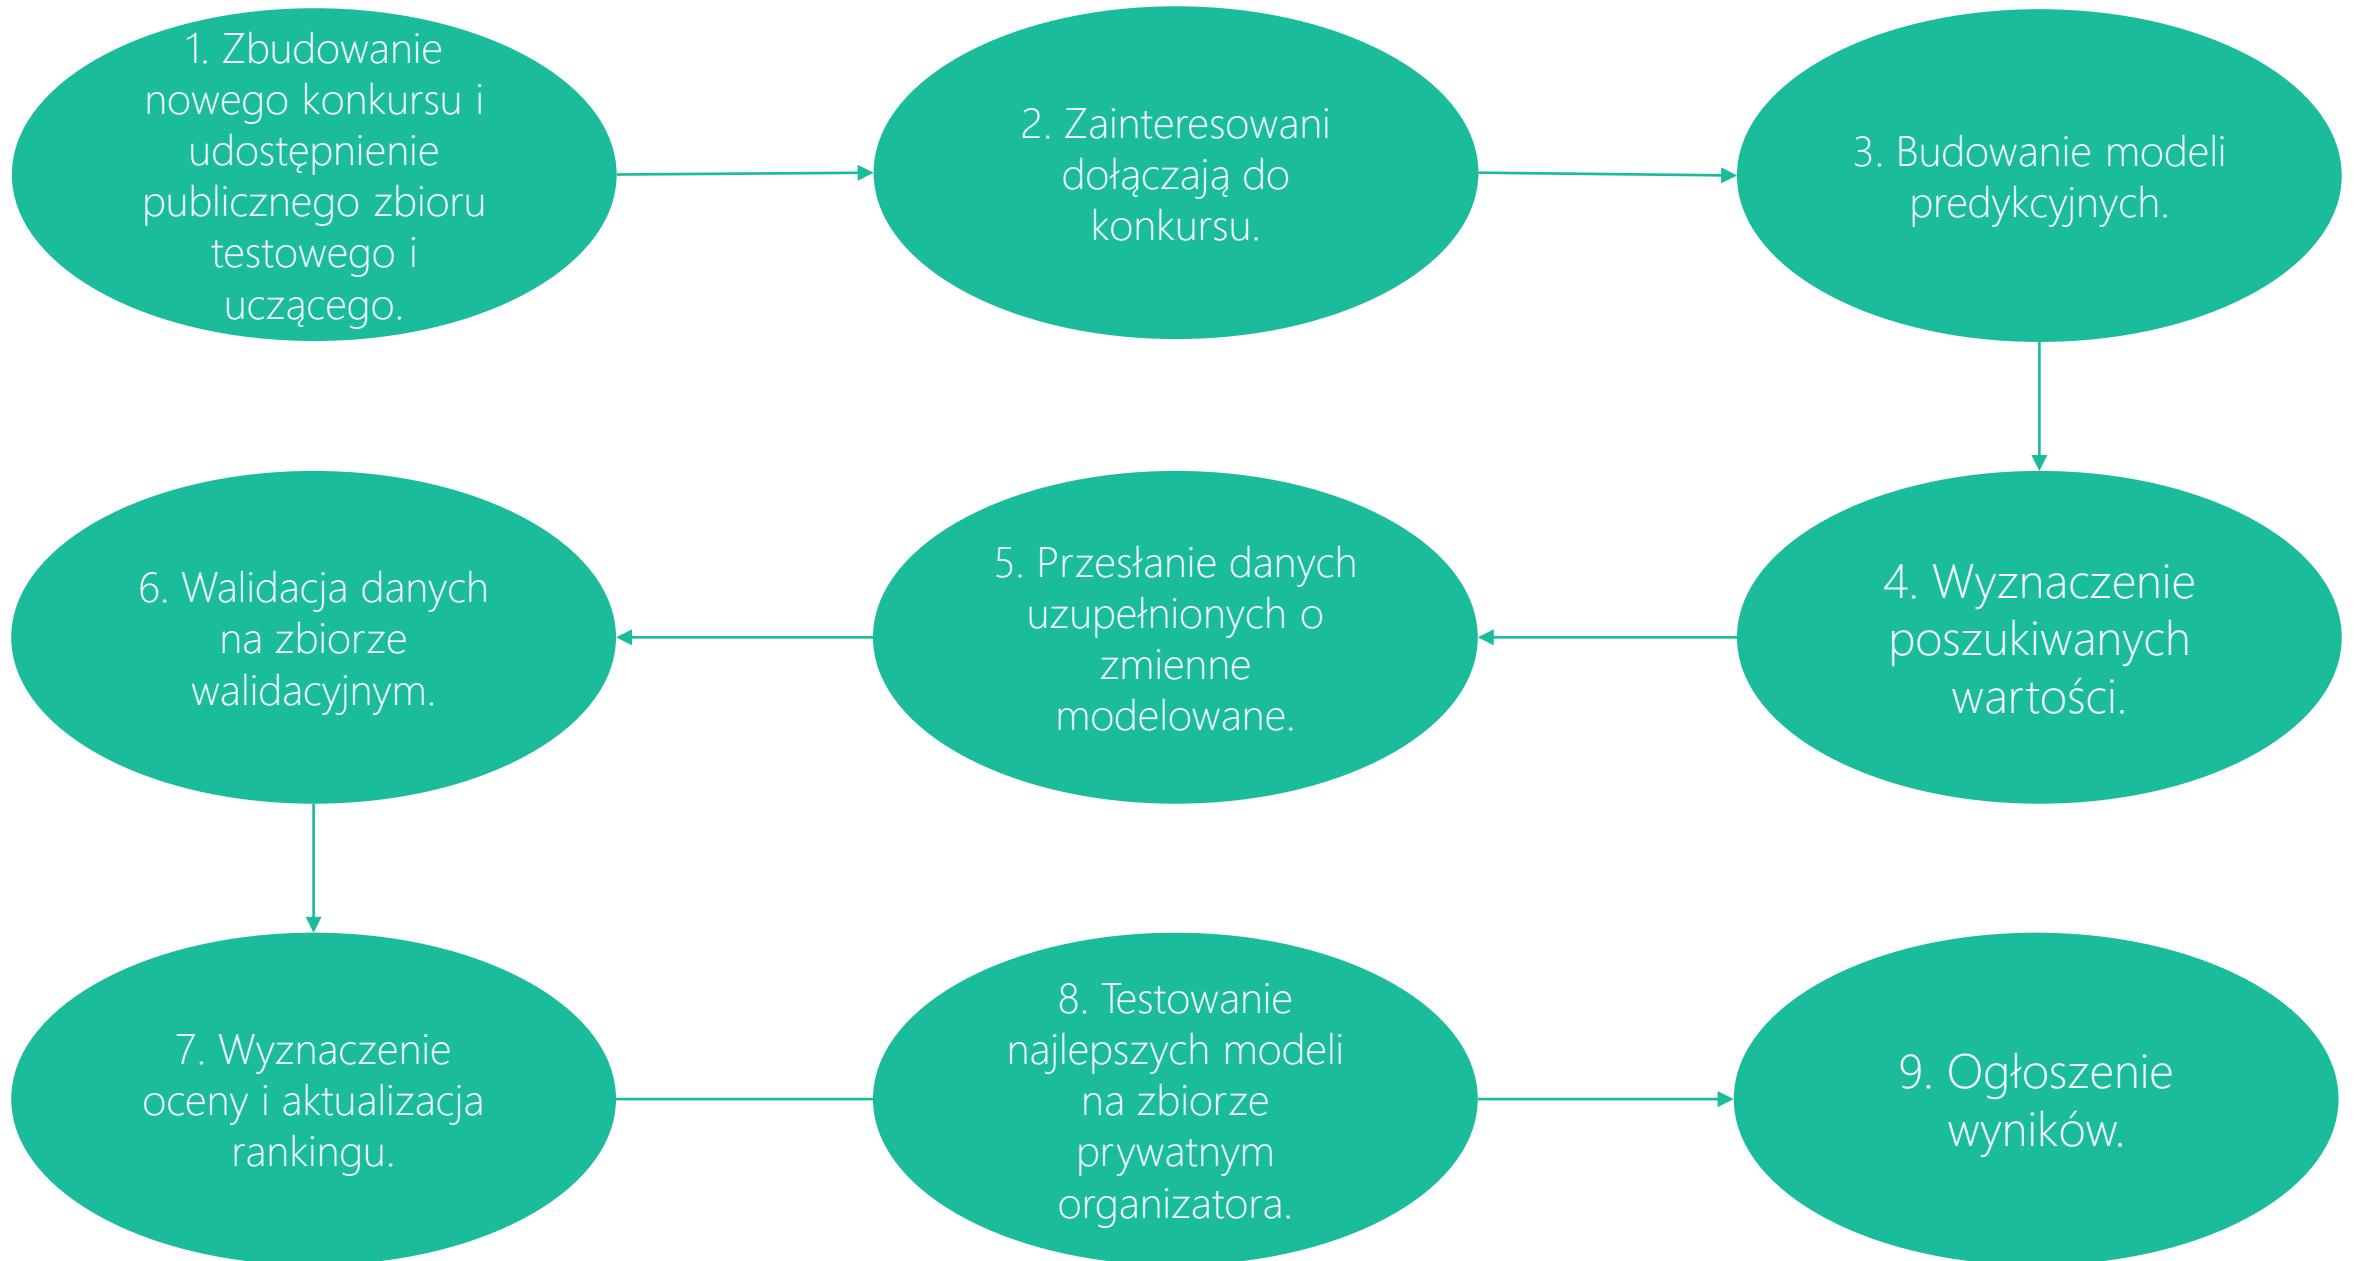 1. Zbudowanie
nowego konkursu i
udostępnienie
publicznego zbioru
testowego i
uczącego.
2. Zainteresowani
dołączają do
konkursu.
3. Budowanie modeli
predykcyjnych.
4. Wyznaczenie
poszukiwanych
wartości.
5. Przesłanie danych
uzupełnionych o
zmienne
modelowane.
6. Walidacja danych
na zbiorze
walidacyjnym.
7. Wyznaczenie
oceny i aktualizacja
rankingu.
8. Testowanie
najlepszych modeli
na zbiorze
prywatnym
organizatora.
9. Ogłoszenie
wyników.